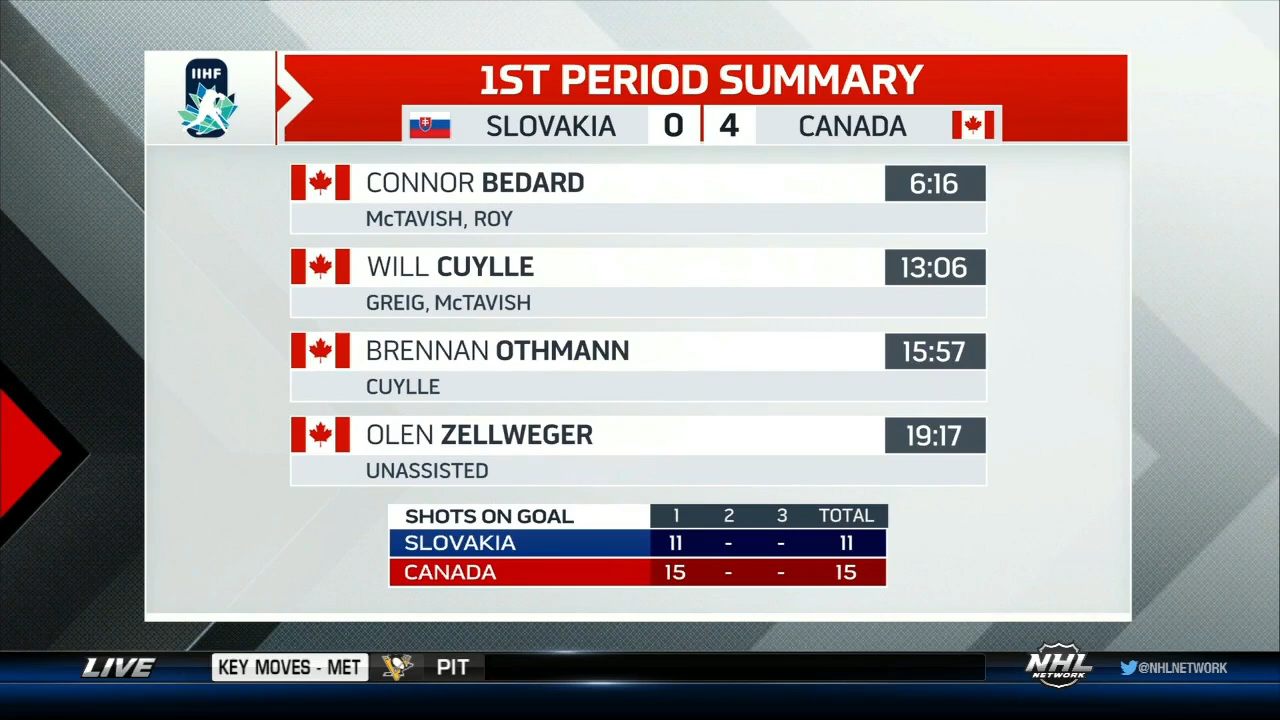 IIHF
1ST PERIOD SUMMARY
SLOVAKIA 0 4 CANADA
CONNOR BEDARD 6:16
McTAVISH, ROY
WILL CUYLLE 13:06
GREIG, McTAVISH
BRENNAN OTHMANN 15:57
CUYLLE
OLEN ZELLWEGER 19:17
UNASSISTED
SHOTS ON GOAL 1 2 3 TOTAL
SLOVAKIA 11 - - 11
CANADA 15 - - 15
LIVE KEY MOVES - MET PIT NHL NETWORK @NHLNETWORK